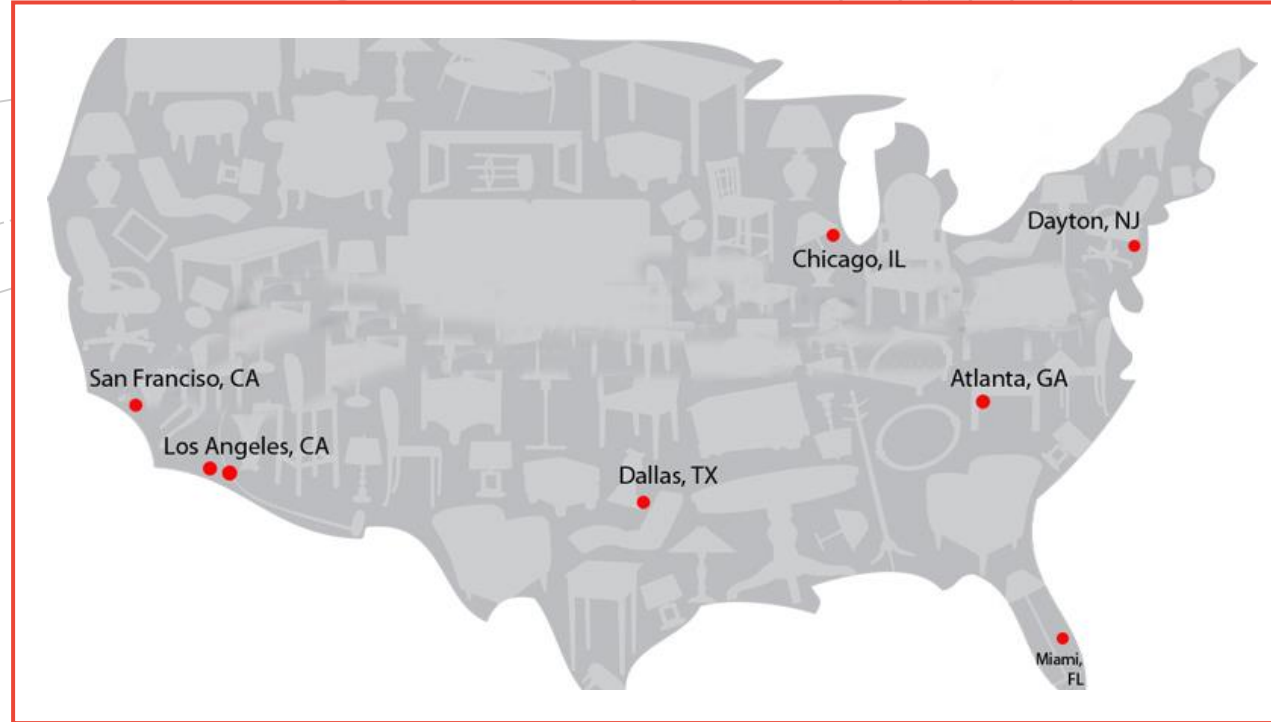 Dayton, NJ
Chicago, IL
San Franciso, CA
Atlanta, GA
Los Angeles, CA
Dallas, TX
Miami,
FL